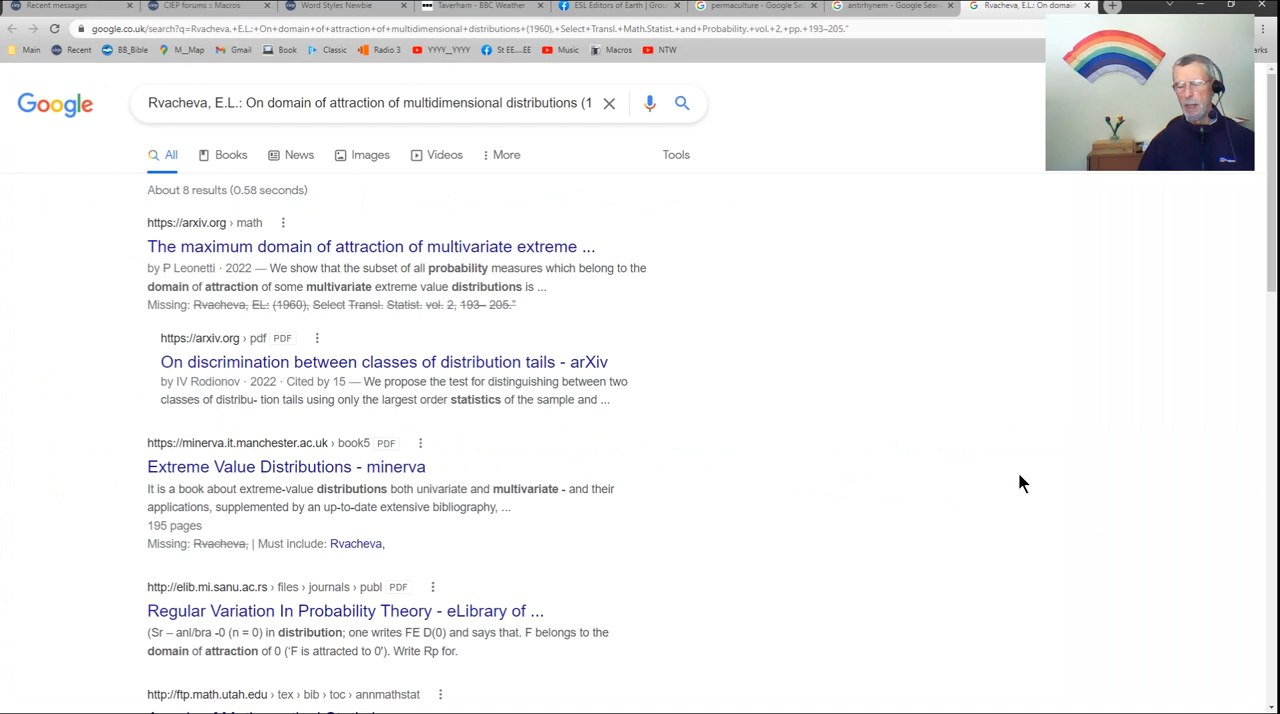 Recent messages
CIEP forums :: Macros
Word Styles Newbie
Taverham - BBC Weather
ESL Editors of Earth | Grou
permaculture - Google Se
antirhynem - Google Sear
Rvacheva, E.L.: On domain
google.co.uk/search?q=Rvacheva,+E.L.:+On+domain+of+attraction+of+multidimensional+distributions+(1960),+Select+Transl.+Math.Statist.+and+Probability.+vol.+2,+pp.+193–205."
Main
Recent
BB_Bible
M__Map
Gmail
Book
Classic
Radio 3
YYYY_YYYY
St EE....EE
Music
Macros
NTW
Google
Rvacheva, E.L.: On domain of attraction of multidimensional distributions (1
All
Books
News
Images
Videos
More
Tools
About 8 results (0.58 seconds)
https://arxiv.org › math
The maximum domain of attraction of multivariate extreme ...
by P Leonetti · 2022 — We show that the subset of all probability measures which belong to the
domain of attraction of some multivariate extreme value distributions is ...
Missing: Rvacheva, EL: (1960), Select Transl. Statist. vol. 2, 193– 205."
https://arxiv.org › pdf PDF
On discrimination between classes of distribution tails - arXiv
by IV Rodionov · 2022 · Cited by 15 — We propose the test for distinguishing between two
classes of distribu- tion tails using only the largest order statistics of the sample and ...
https://minerva.it.manchester.ac.uk › book5 PDF
Extreme Value Distributions - minerva
It is a book about extreme-value distributions both univariate and multivariate - and their
applications, supplemented by an up-to-date extensive bibliography, ...
195 pages
Missing: Rvacheva, | Must include: Rvacheva,
http://elib.mi.sanu.ac.rs › files › journals › publ PDF
Regular Variation In Probability Theory - eLibrary of ...
(Sr – anl/bra -0 (n = 0) in distribution; one writes FE D(0) and says that. F belongs to the
domain of attraction of 0 ('F is attracted to 0'). Write Rp for.
http://ftp.math.utah.edu › tex › bib › toc › annmathstat